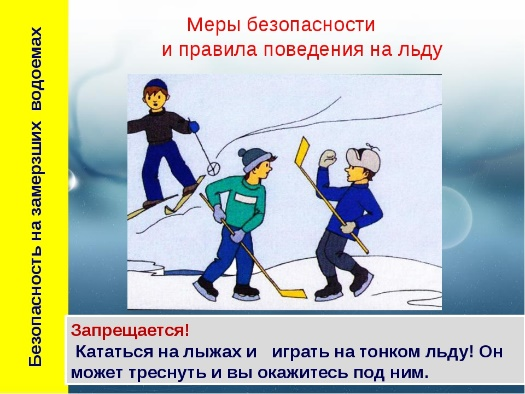 Меры безопасности
и правила поведения на льду
Безопасность на замерзших водоемах
Запрещается!
Кататься на лыжах и играть на тонком льду! Он
может треснуть и вы окажитесь под ним.